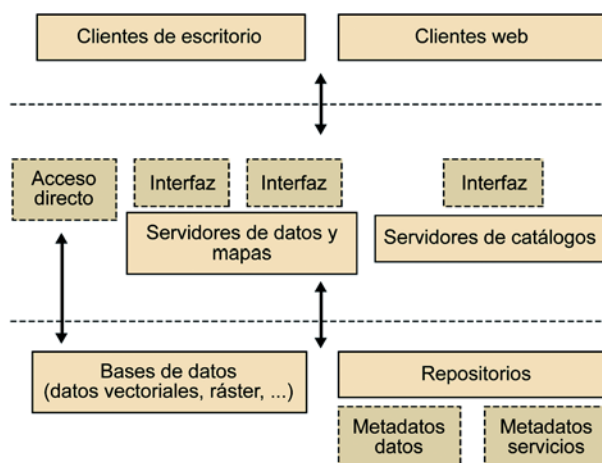 Clientes de escritorio
Clientes web
Acceso
directo
Interfaz
Interfaz
Interfaz
Servidores de datos y
mapas
Servidores de catálogos
Bases de datos
(datos vectoriales, ráster, ...)
Repositorios
Metadatos
datos
Metadatos
servicios